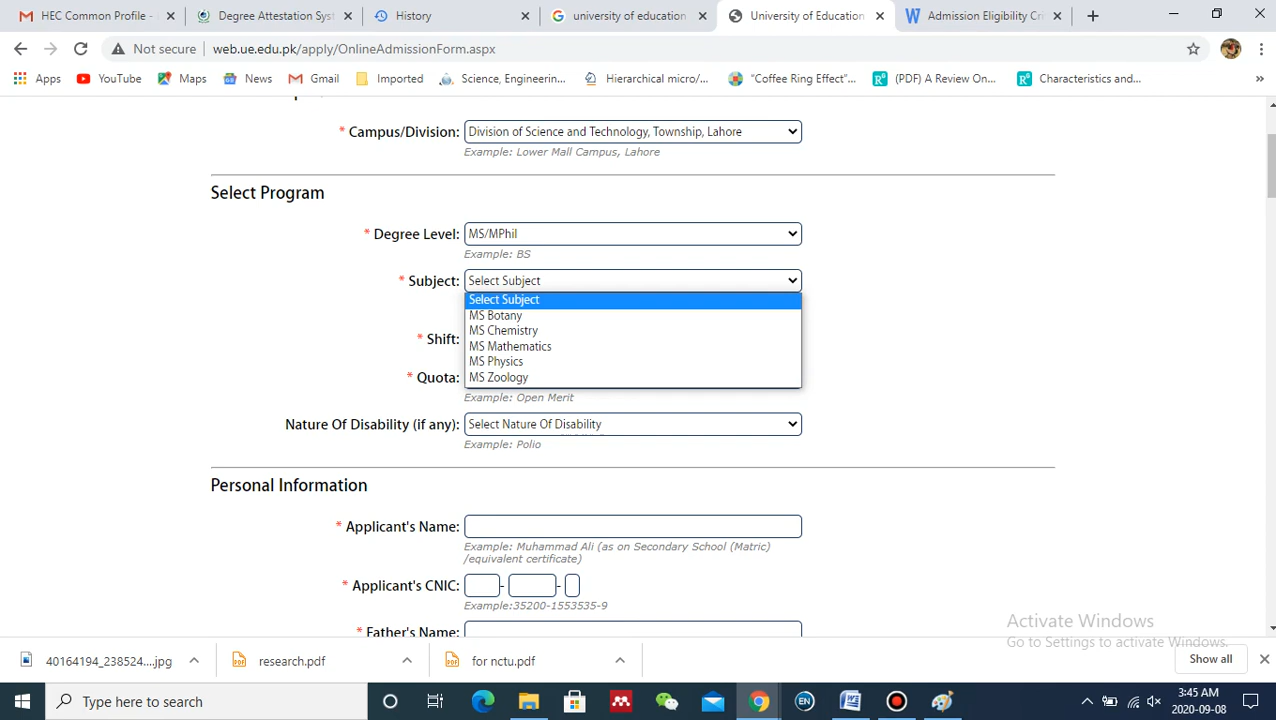 HEC Common Profile - × Degree Attestation Sys × History × university of education × University of Education × Admission Eligibility Cri ×
Not secure web.ue.edu.pk/apply/OnlineAdmissionForm.aspx
Apps YouTube Maps News Gmail Imported Science, Engineerin... Hierarchical micro/... "Coffee Ring Effect"... (PDF) A Review On... Characteristics and... »
* Campus/Division: Division of Science and Technology, Township, Lahore
Example: Lower Mall Campus, Lahore
Select Program
* Degree Level: MS/MPhil
Example: BS
* Subject: Select Subject
Select Subject
MS Botany
MS Chemistry
* Shift:
MS Mathematics
MS Physics
* Quota: MS Zoology
Example: Open Merit
Nature Of Disability (if any): Select Nature Of Disability
Example: Polio
Personal Information
* Applicant's Name:
Example: Muhammad Ali (as on Secondary School (Matric)
/equivalent certificate)
* Applicant's CNIC: - -
Example:35200-1553535-9
* Father's Name:
Activate Windows
Go to Settings to activate Windows.
40164194_238524....jpg research.pdf for nctu.pdf Show all
Type here to search EN 3:45 AM
2020-09-08